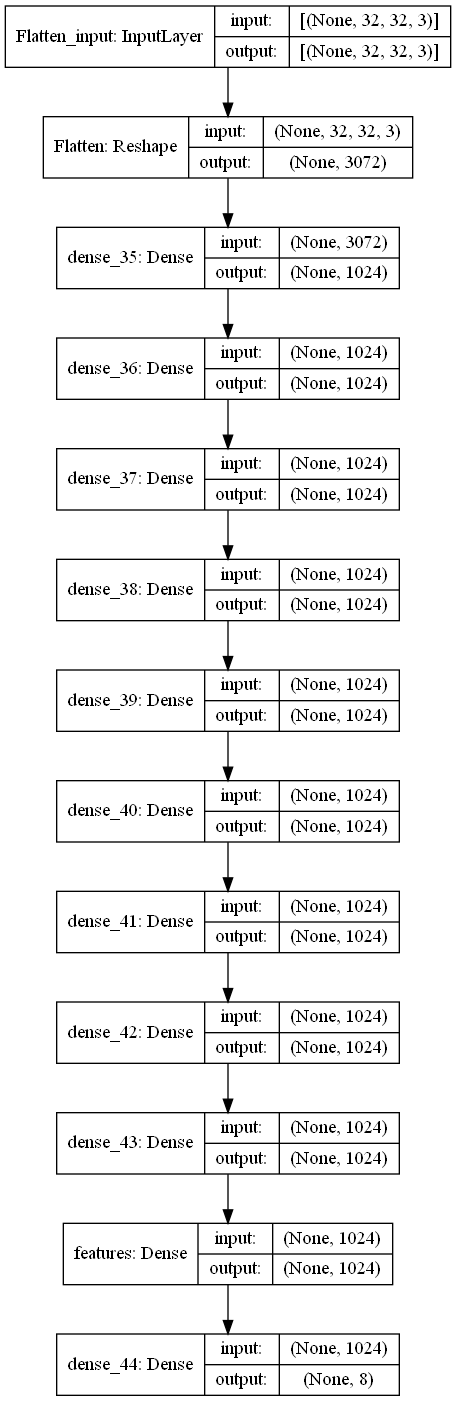 Flatten_input: InputLayer
input:
[(None, 32, 32, 3)]
output:
[(None, 32, 32, 3)]
Flatten: Reshape
input:
(None, 32, 32, 3)
output:
(None, 3072)
dense_35: Dense
input:
(None, 3072)
output:
(None, 1024)
dense_36: Dense
input:
(None, 1024)
output:
(None, 1024)
dense_37: Dense
input:
(None, 1024)
output:
(None, 1024)
dense_38: Dense
input:
(None, 1024)
output:
(None, 1024)
dense_39: Dense
input:
(None, 1024)
output:
(None, 1024)
dense_40: Dense
input:
(None, 1024)
output:
(None, 1024)
dense_41: Dense
input:
(None, 1024)
output:
(None, 1024)
dense_42: Dense
input:
(None, 1024)
output:
(None, 1024)
dense_43: Dense
input:
(None, 1024)
output:
(None, 1024)
features: Dense
input:
(None, 1024)
output:
(None, 1024)
dense_44: Dense
input:
(None, 1024)
output:
(None, 8)